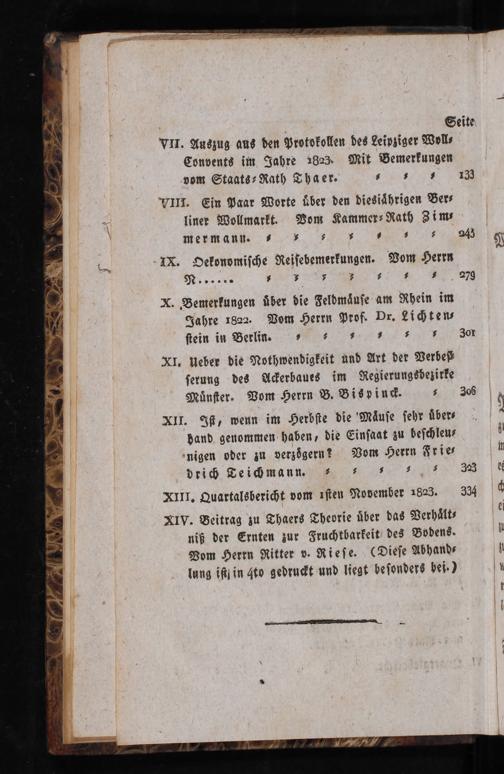 Seite
VII. Auszug aus den Protokollen des Leipziger Woll-
Convents im Jahre 1823. Mit Bemerkungen
vom Staats-Rath Thaer. 133
VIII. Ein Paar Worte über den diesjährigen Ber-
liner Wollmarkt. Vom Kammer-Rath Zim-
mermann. 245
IX. Oekonomische Reisebemerkungen. Vom Herrn
N...... 279
X. Bemerkungen über die Feldmäuse am Rhein im
Jahre 1822. Vom Herrn Prof. Dr. Lichten-
stein in Berlin. 301
XI. Ueber die Nothwendigkeit und Art der Verbes-
serung des Ackerbaues im Regierungsbezirke
Münster. Vom Herrn B. Bispinck. 306
XII. Ist, wenn im Herbste die Mäuse sehr über-
hand genommen haben, die Einsaat zu beschleu-
nigen oder zu verzögern? Vom Herrn Frie-
drich Teichmann. 323
XIII. Quartalsbericht vom 1sten November 1823. 334
XIV. Beitrag zu Thaers Theorie über das Verhält-
niß der Ernten zur Fruchtbarkeit des Bodens.
Vom Herrn Ritter v. Riese. (Diese Abhand-
lung ist in 4to gedruckt und liegt besonders bei.)